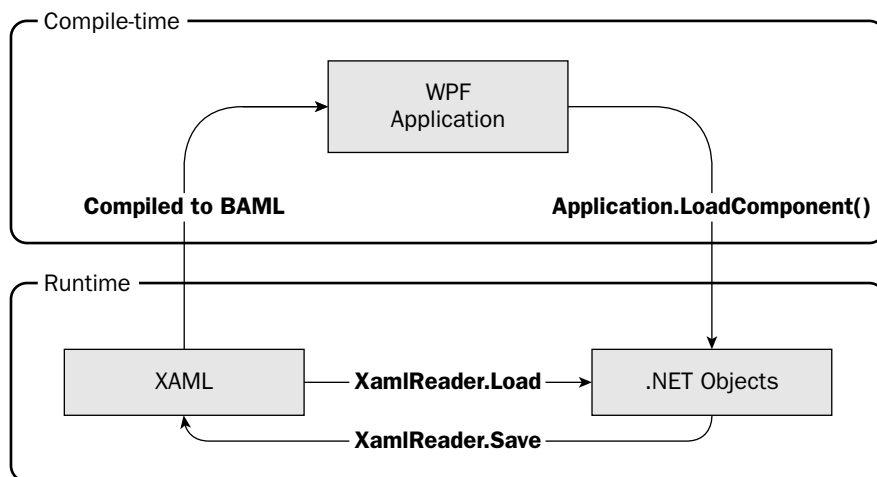 Compile-time
WPF
Application
Compiled to BAML
Application.LoadComponent()
Runtime
XAML
XamlReader.Load
.NET Objects
XamlReader.Save